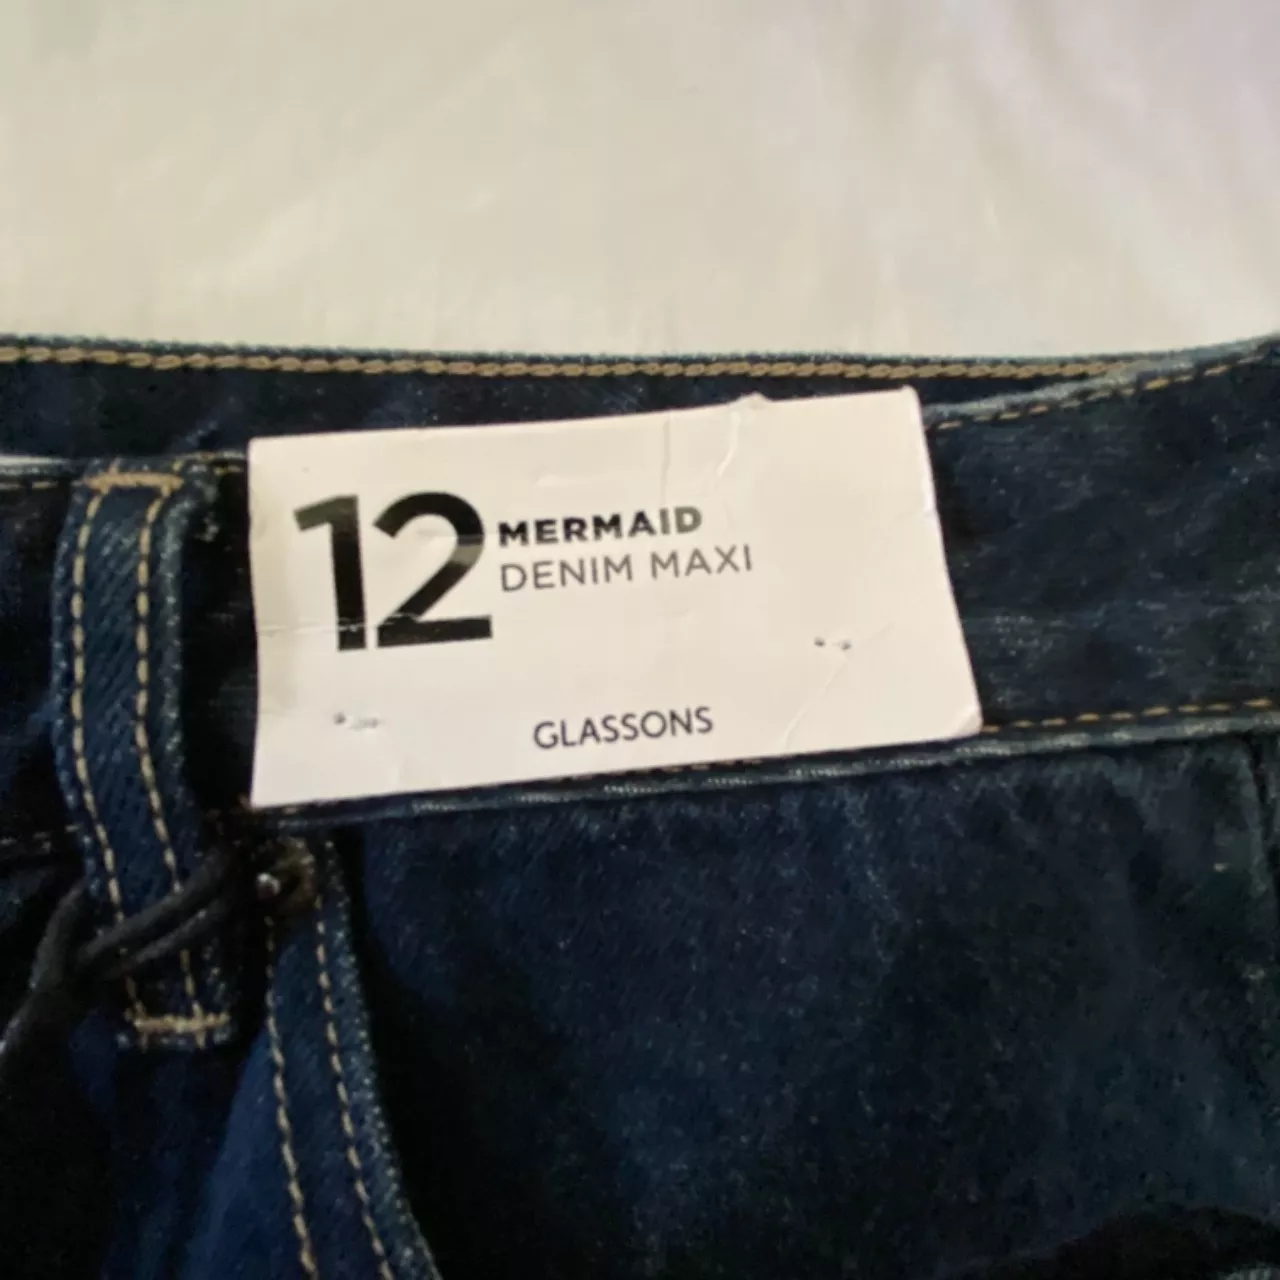 12
MERMAID
DENIM MAXI
GLASSONS